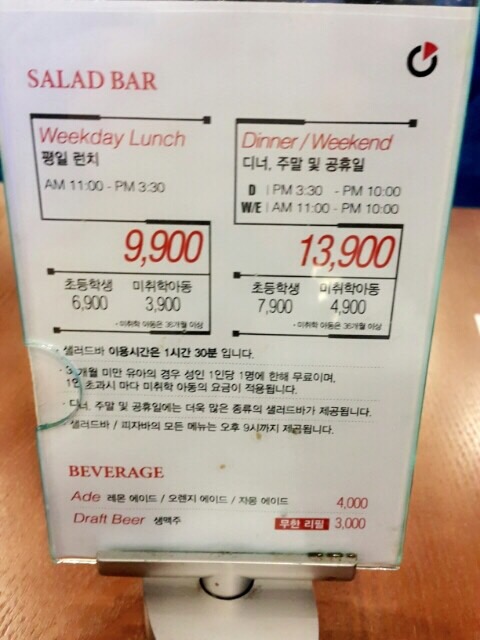 SALAD BAR
Weekday Lunch
평일 런치
AM 11:00 - PM 3:30
9,900
초등학생 미취학아동
6,900 3,900
· 미취학 아동은 36개월 이상
Dinner / Weekend
디너, 주말 및 공휴일
D | PM 3:30 - PM 10:00
W/E | AM 11:00 - PM 10:00
13,900
초등학생 미취학아동
7,900 4,900
· 미취학 아동은 36개월 이상
· 샐러드바 이용시간은 1시간 30분 입니다.
· 개월 미만 유아의 경우 성인 1인당 1명에 한해 무료이며,
초과시 마다 미취학 아동의 요금이 적용됩니다.
· 디너, 주말 및 공휴일에는 더욱 많은 종류의 샐러드바가 제공됩니다.
샐러드바 / 피자바의 모든 메뉴는 오후 9시까지 제공됩니다.
BEVERAGE
Ade 레몬 에이드 / 오렌지 에이드 / 자몽 에이드 4,000
Draft Beer 생맥주 무한 리필 3,000